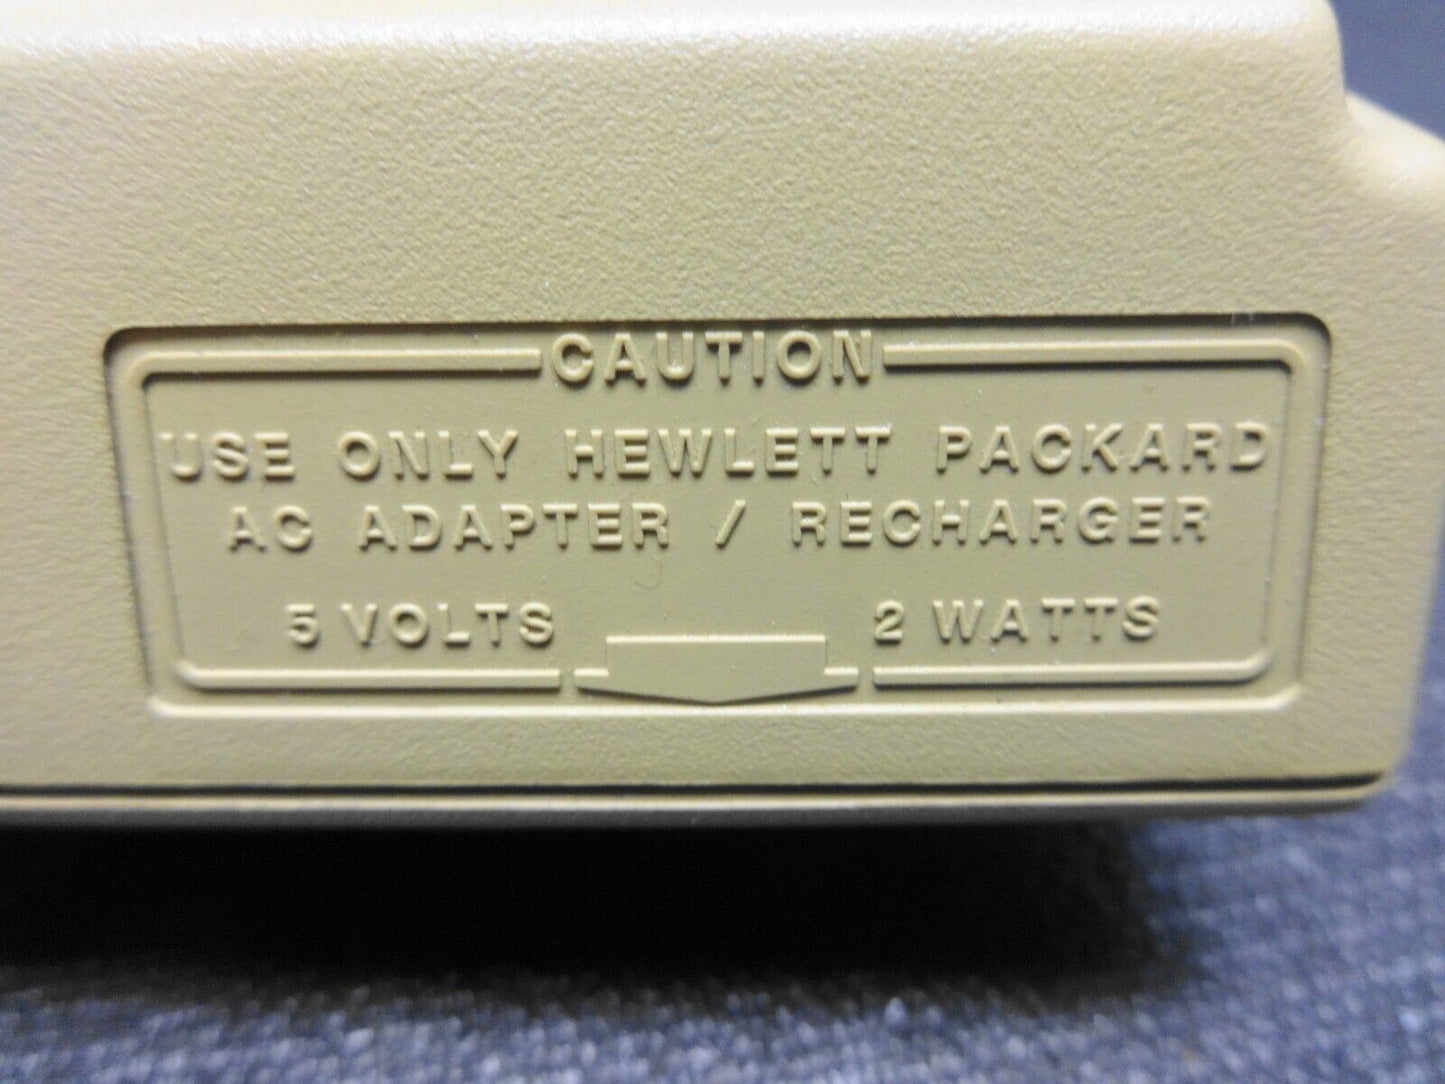 CAUTION
USE ONLY HEWLETT PACKARD
AC ADAPTER / RECHARGER
5 VOLTS 2 WATTS